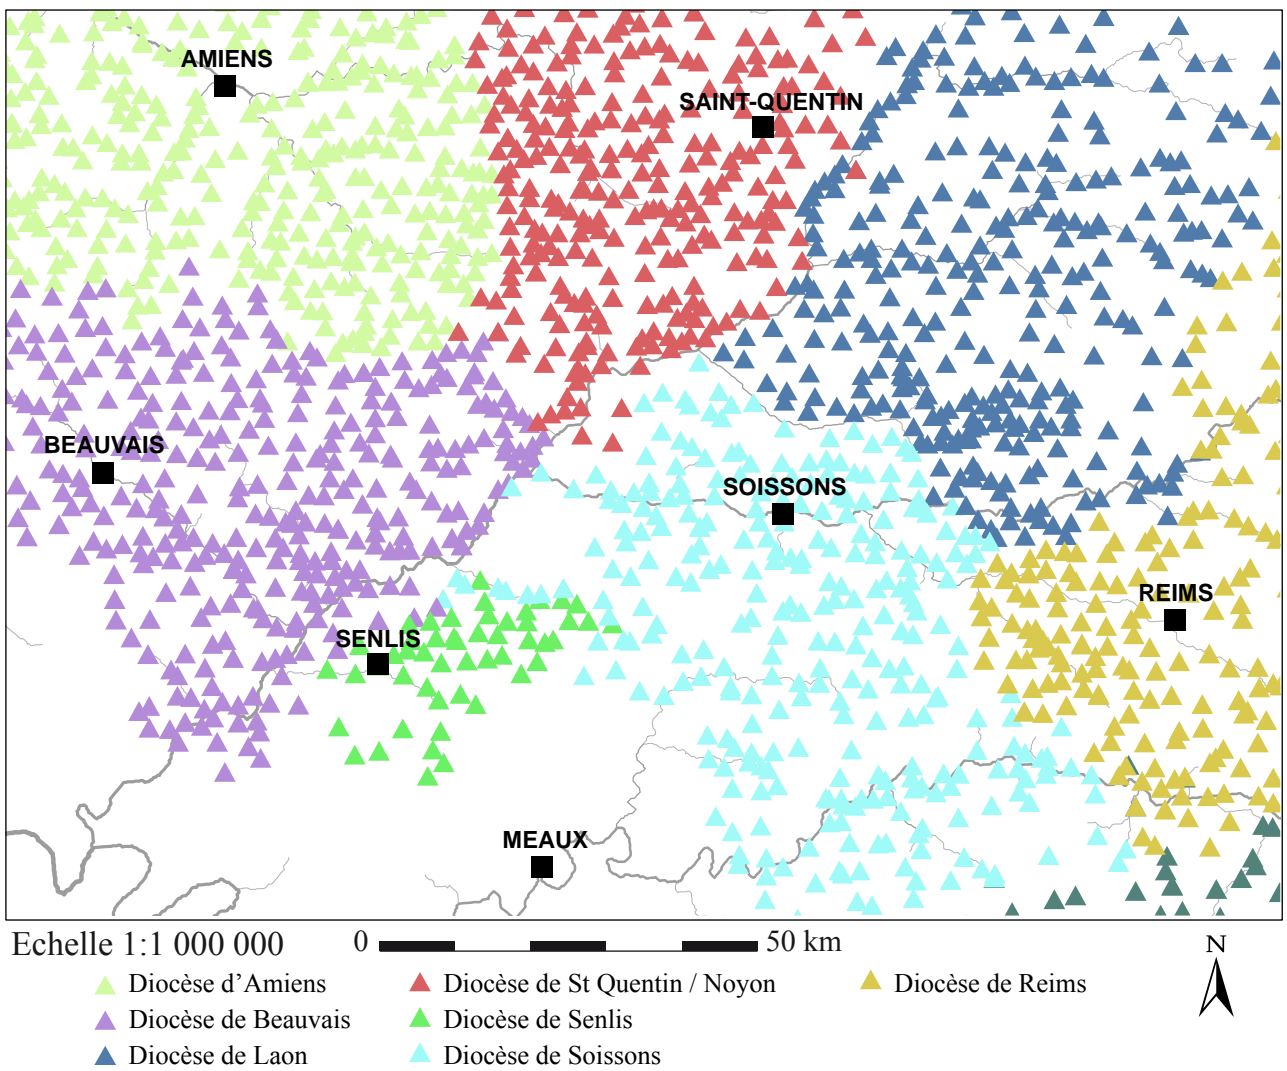 AMIENS
SAINT-QUENTIN
BEAUVAIS
SOISSONS
REIMS
SENLIS
MEAUX
Echelle 1:1 000 000
0 50 km
N
Diocèse d’Amiens
Diocèse de St Quentin / Noyon
Diocèse de Reims
Diocèse de Beauvais
Diocèse de Senlis
Diocèse de Laon
Diocèse de Soissons